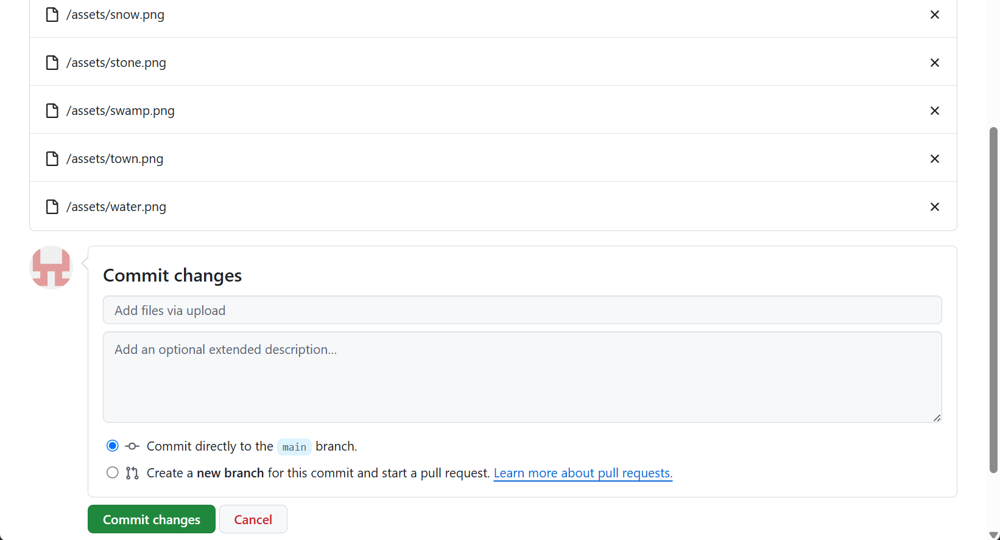 /assets/snow.png
/assets/stone.png
/assets/swamp.png
/assets/town.png
/assets/water.png
Commit changes
Add files via upload
Add an optional extended description...
Commit directly to the main branch.
Create a new branch for this commit and start a pull request. Learn more about pull requests.
Commit changes Cancel